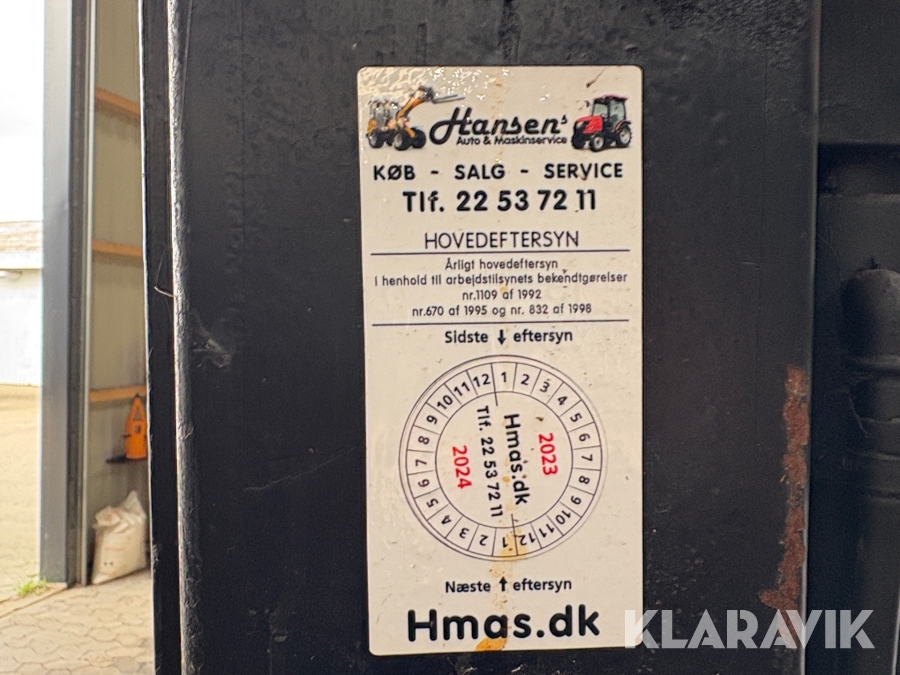 Hansen's
Auto & Maskinservice
KØB - SALG - SERVICE
Tlf. 22 53 72 11
HOVEDEFTERSYN
Årligt hovedeftersyn
i henhold til arbejdstilsynets bekendtgørelser
nr.1109 af 1992
nr.670 af 1995 og nr. 832 af 1998
Sidste ↓ eftersyn
1 2 3 4 5 6 7 8 9 10 11 12
1 2 3 4 5 6 7 8 9 10 11 12
2023
Hmas.dk
Tlf. 22 53 72 11
2024
Næste ↑ eftersyn
Hmas.dk
KLARAVIK